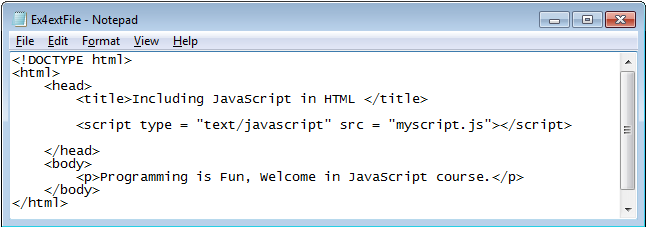 Ex4extFile - Notepad
File Edit Format View Help
<!DOCTYPE html>
<html>
<head>
<title>Including JavaScript in HTML </title>
<script type = "text/javascript" src = "myscript.js"></script>
</head>
<body>
<p>Programming is Fun, Welcome in JavaScript course.</p>
</body>
</html>